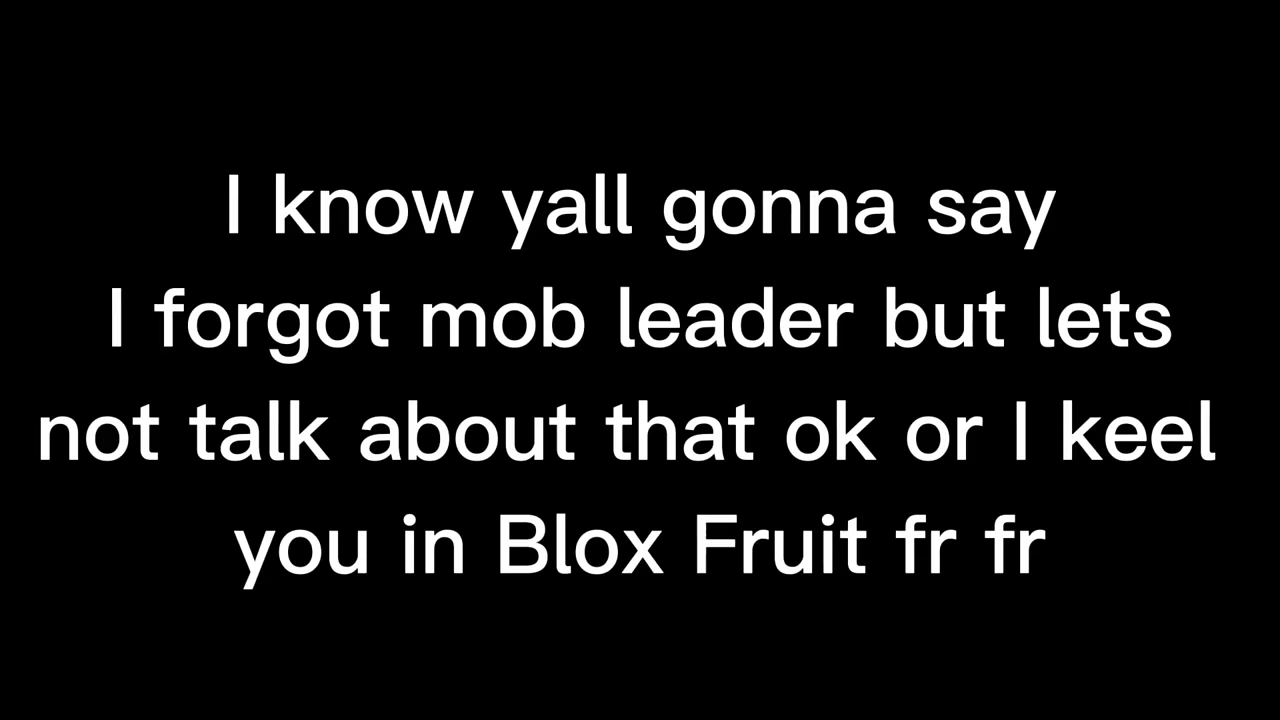 I know yall gonna say
I forgot mob leader but lets
not talk about that ok or I keel
you in Blox Fruit fr fr